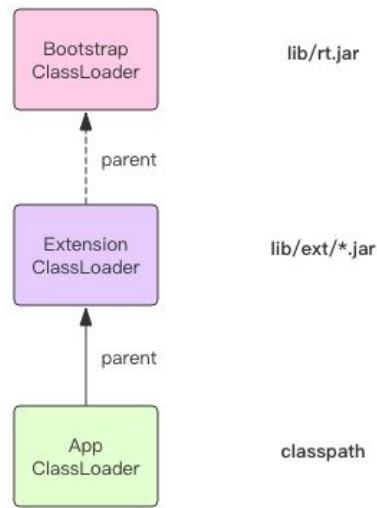 Bootstrap
ClassLoader
lib/rt.jar
parent
Extension
ClassLoader
lib/ext/*.jar
parent
App
ClassLoader
classpath